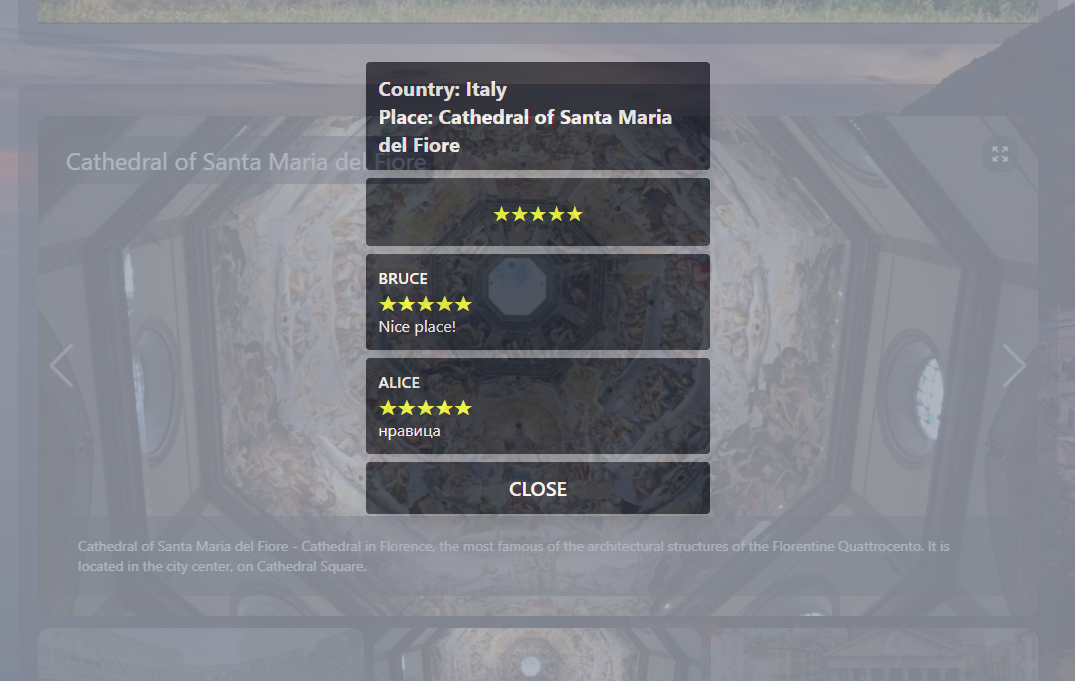 Country: Italy
Place: Cathedral of Santa Maria
del Fiore
Cathedral of Santa Maria del Fiore
★★★★★
BRUCE
★★★★★
Nice place!
ALICE
★★★★★
нравица
CLOSE
Cathedral of Santa Maria del Fiore - Cathedral in Florence, the most famous of the architectural structures of the Florentine Quattrocento. It is
located in the city center, on Cathedral Square.